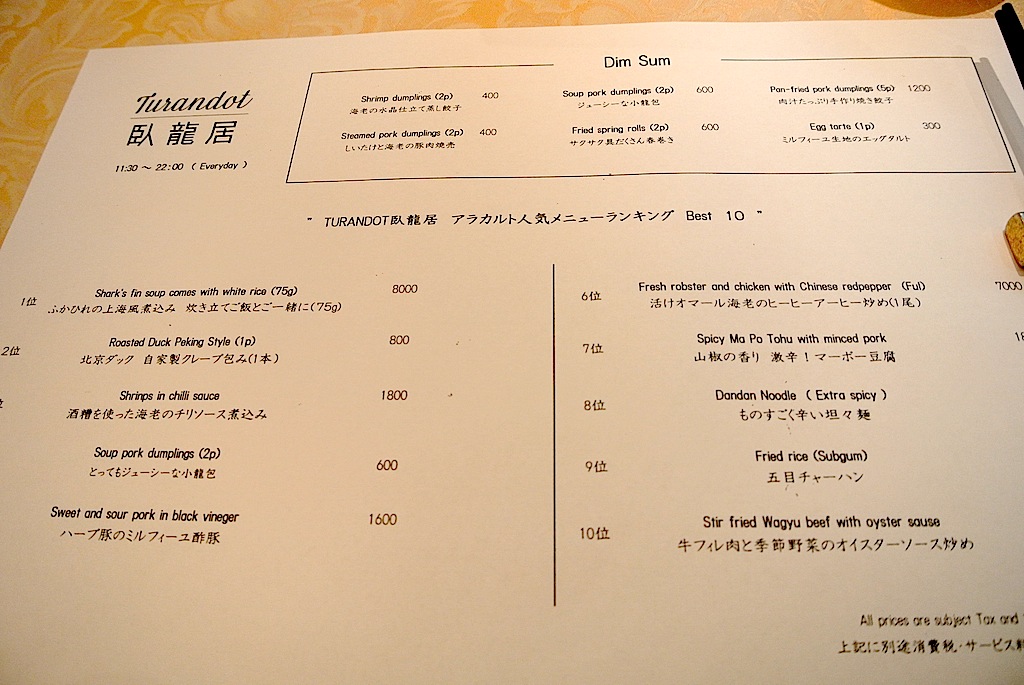 Dim Sum
Turandot
臥龍居
11:30 ～ 22:00 ( Everyday )
Shrimp dumplings (2p) 400
海老の水晶仕立て蒸し餃子
Soup pork dumplings (2p) 600
ジューシーな小龍包
Pan-fried pork dumplings (5p) 1200
肉汁たっぷり手作り焼き餃子
Steamed pork dumplings (2p) 400
しいたけと海老の豚肉焼売
Fried spring rolls (2p) 600
サクサク具だくさん春巻き
Egg tarte (1p) 300
ミルフィーユ生地のエッグタルト
" TURANDOT臥龍居 アラカルト人気メニューランキング Best 10 "
1位 Shark's fin soup comes with white rice (75g) 8000
ふかひれの上海風煮込み 炊き立てご飯とご一緒に(75g)
2位 Roasted Duck Peking Style (1p) 800
北京ダック 自家製クレープ包み(1本)
位 Shrinps in chilli sauce 1800
酒糟を使った海老のチリソース煮込み
Soup pork dumplings (2p) 600
とってもジューシーな小龍包
Sweet and sour pork in black vineger 1600
ハーブ豚のミルフィーユ酢豚
6位 Fresh robster and chicken with Chinese redpepper (Ful) 7000
活けオマール海老のヒーヒーアーヒー炒め(1尾)
7位 Spicy Ma Po Tohu with minced pork 18
山椒の香り 激辛！マーボー豆腐
8位 Dandan Noodle ( Extra spicy )
ものすごく辛い坦々麺
9位 Fried rice (Subgum)
五目チャーハン
10位 Stir fried Wagyu beef with oyster sause
牛フィレ肉と季節野菜のオイスターソース炒め
All prices are subject Tax and
上記に別途消費税・サービス料